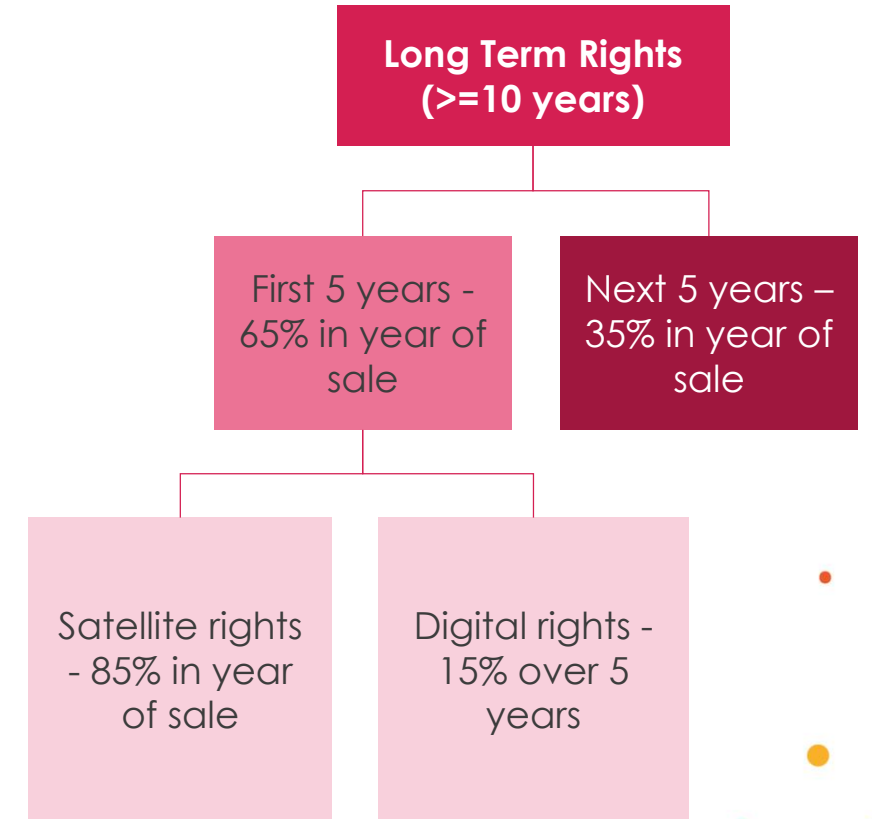 Long Term Rights
(>=10 years)
First 5 years -
65% in year of
sale
Next 5 years –
35% in year of
sale
Satellite rights
- 85% in year
of sale
Digital rights -
15% over 5
years